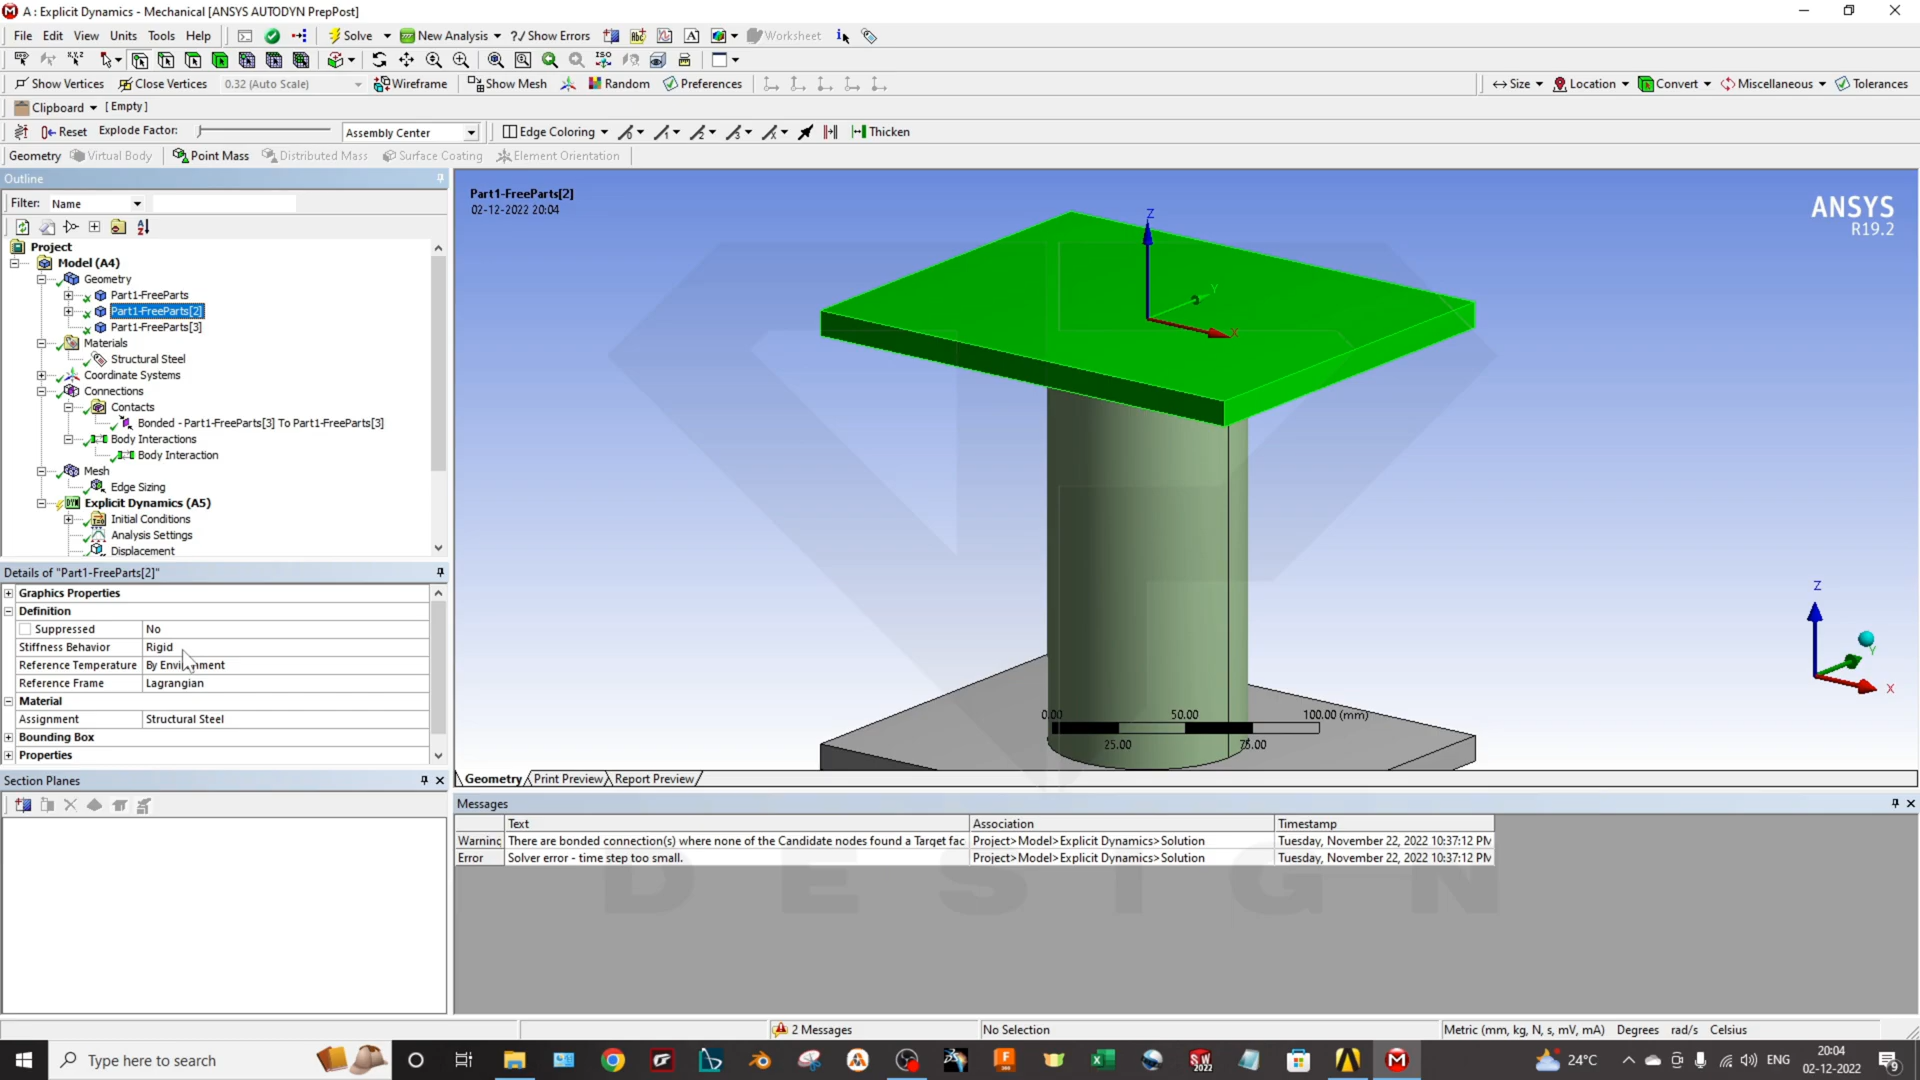 A : Explicit Dynamics - Mechanical [ANSYS AUTODYN PrepPost]
File Edit View Units Tools Help Solve New Analysis ?/ Show Errors Worksheet
Show Vertices Close Vertices 0.32 (Auto Scale) Wireframe Show Mesh Random Preferences Size Location Convert Miscellaneous Tolerances
Clipboard [ Empty ]
Reset Explode Factor: Assembly Center Edge Coloring Thicken
Geometry Virtual Body Point Mass Distributed Mass Surface Coating Element Orientation
Outline
Filter: Name
Project
Model (A4)
Geometry
Part1-FreeParts
Part1-FreeParts[2]
Part1-FreeParts[3]
Materials
Structural Steel
Coordinate Systems
Connections
Contacts
Bonded - Part1-FreeParts[3] To Part1-FreeParts[3]
Body Interactions
Body Interaction
Mesh
Edge Sizing
Explicit Dynamics (A5)
Initial Conditions
Analysis Settings
Displacement
Details of "Part1-FreeParts[2]"
Graphics Properties
Definition
Suppressed No
Stiffness Behavior Rigid
Reference Temperature By Environment
Reference Frame Lagrangian
Material
Assignment Structural Steel
Bounding Box
Properties
Section Planes
Part1-FreeParts[2]
02-12-2022 20:04
ANSYS
R19.2
Z
Y
X
0.00 50.00 100.00 (mm)
25.00 75.00
Z
Y
X
Geometry Print Preview Report Preview
Messages
Text Association Timestamp
Warning There are bonded connection(s) where none of the Candidate nodes found a Target fac Project>Model>Explicit Dynamics>Solution Tuesday, November 22, 2022 10:37:12 PM
Error Solver error - time step too small. Project>Model>Explicit Dynamics>Solution Tuesday, November 22, 2022 10:37:12 PM
DESIGN
2 Messages No Selection Metric (mm, kg, N, s, mV, mA) Degrees rad/s Celsius
Type here to search 24°C ENG 20:04
02-12-2022